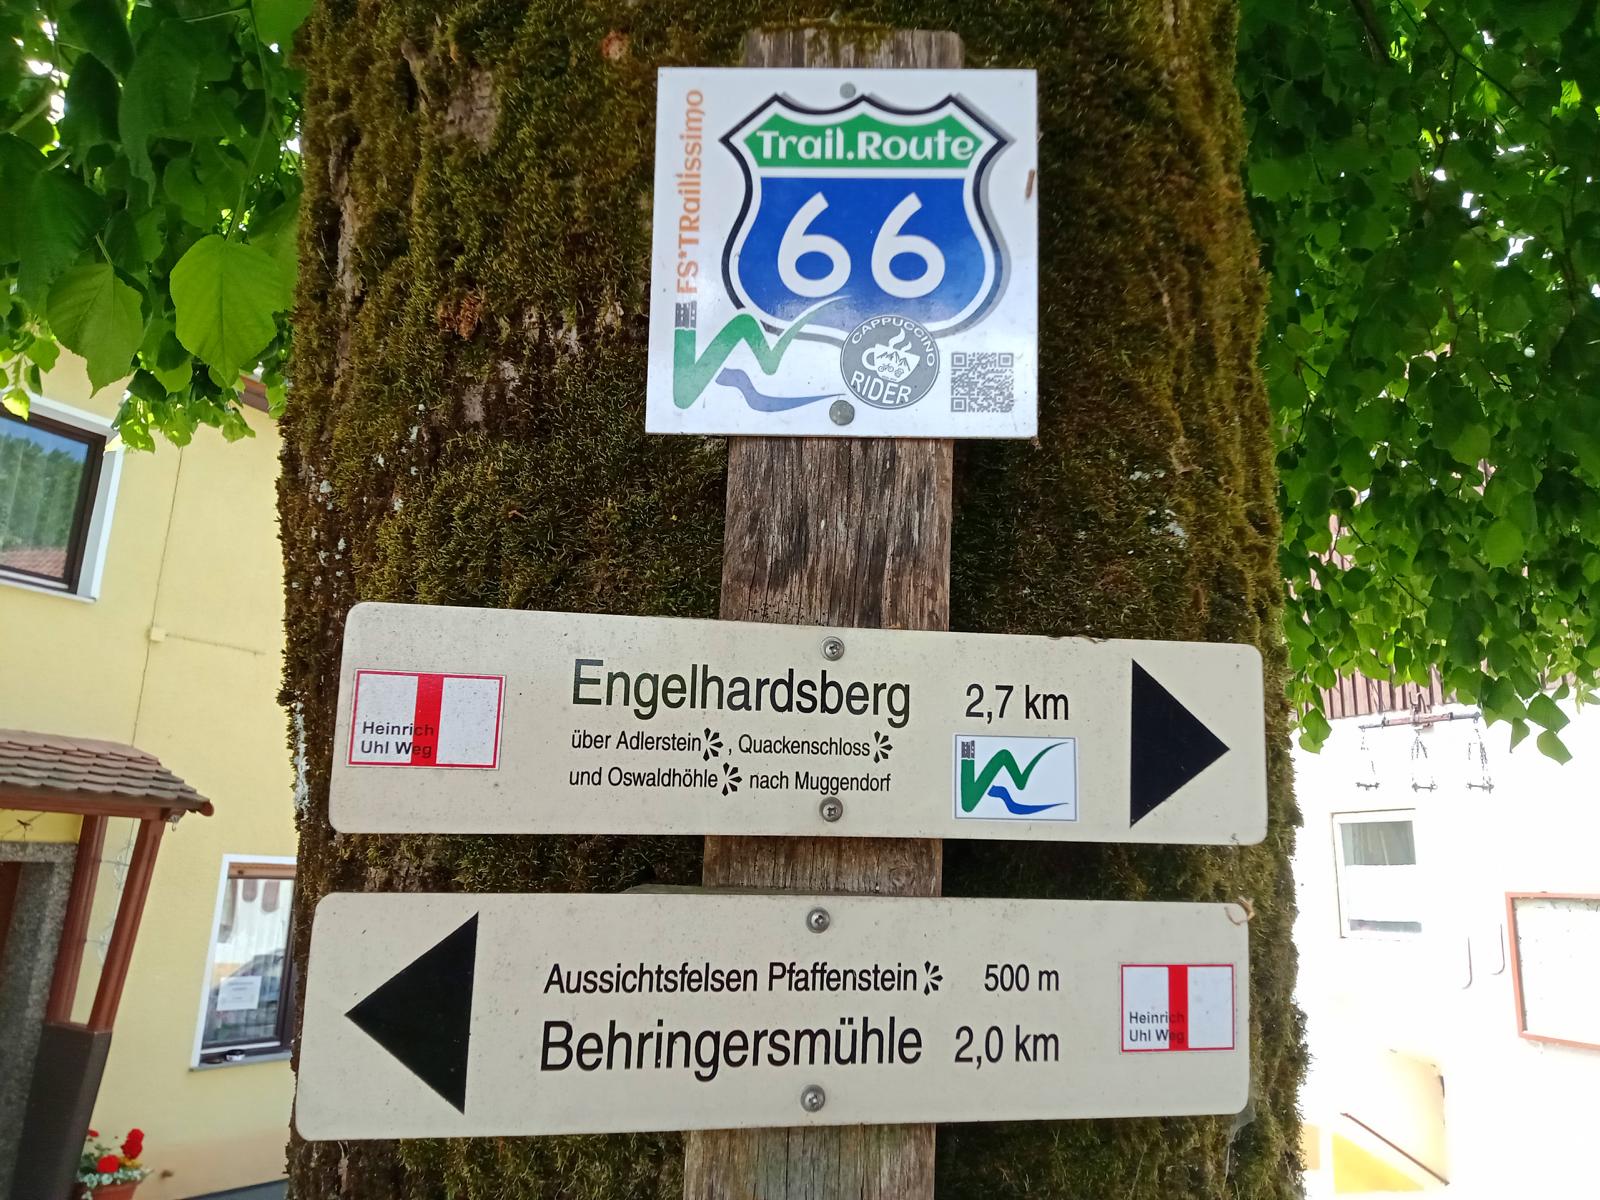 FS*TRailissimo
Trail.Route
66
CAPPUCCINO
RIDER
Engelhardsberg 2,7 km
über Adlerstein, Quackenschloss
und Oswaldhöhle nach Muggendorf
Heinrich
Uhl Weg
Aussichtsfelsen Pfaffenstein 500 m
Behringersmühle 2,0 km
Heinrich
Uhl Weg